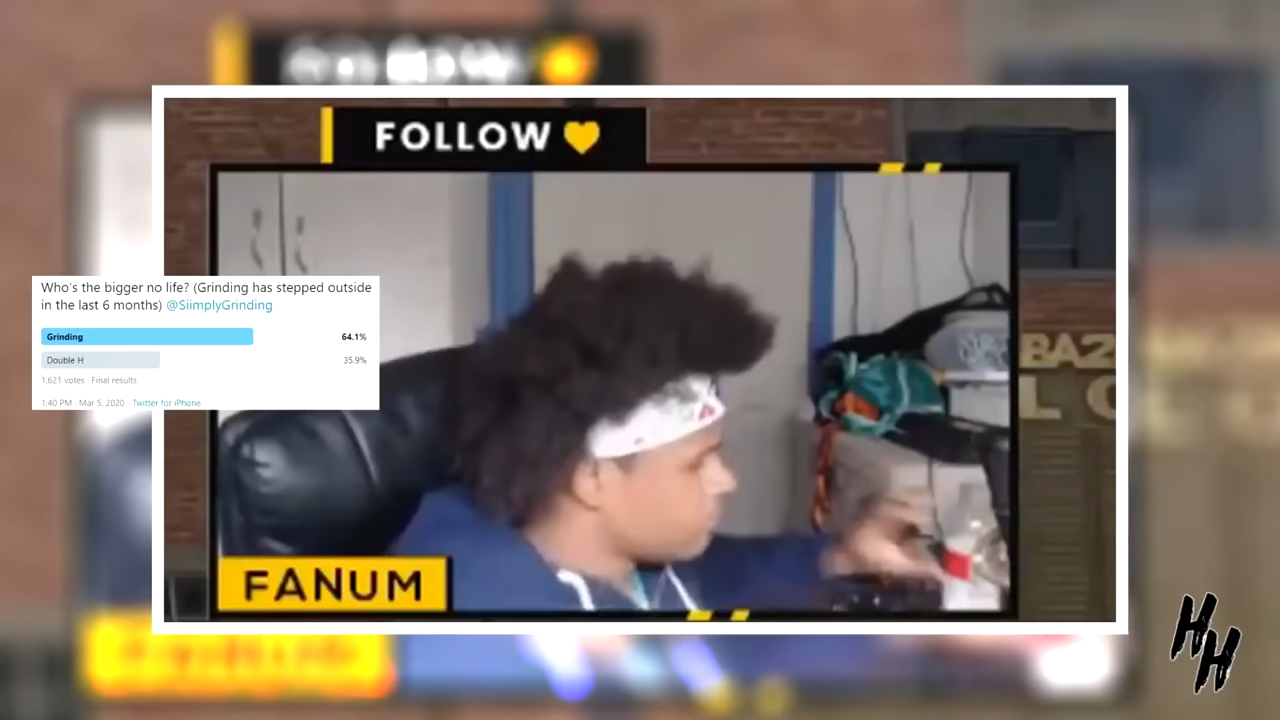 FOLLOW
Who's the bigger no life? (Grinding has stepped outside
in the last 6 months) @SiimplyGrinding
Grinding 64.1%
Double H 35.9%
1,621 votes · Final results
1:40 PM · Mar 5, 2020 · Twitter for iPhone
BA2
L
FANUM
HH